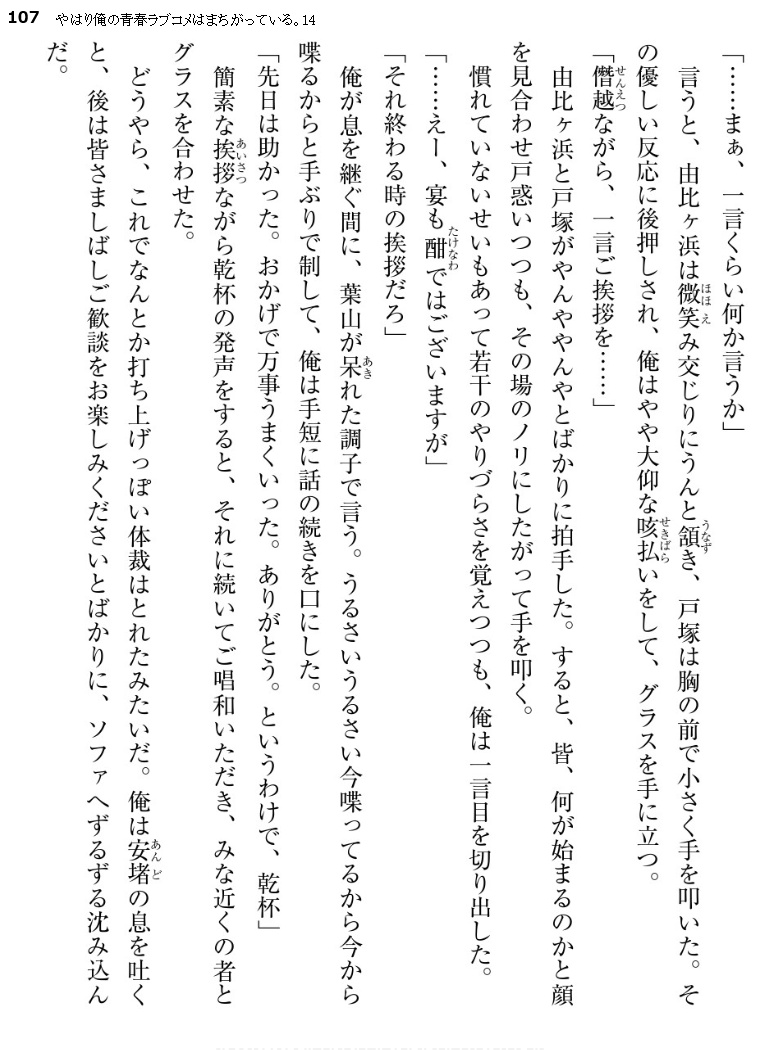 107 やはり俺の青春ラブコメはまちがっている。14
「……まぁ、一言くらい何か言うか」
言うと、由比ヶ浜は微笑み交じりにうんと頷き、戸塚は胸の前で小さく手を叩いた。そ
の優しい反応に後押しされ、俺はやや大仰な咳払いをして、グラスを手に立つ。
「僭越ながら、一言ご挨拶を……」
由比ヶ浜と戸塚がやんややんやとばかりに拍手した。すると、皆、何が始まるのかと顔
を見合わせ戸惑いつつも、その場のノリにしたがって手を叩く。
慣れていないせいもあって若干のやりづらさを覚えつつも、俺は一言目を切り出した。
「……えー、宴も酣ではございますが」
「それ終わる時の挨拶だろ」
俺が息を継ぐ間に、葉山が呆れた調子で言う。うるさいうるさい今喋ってるから今から
喋るからと手ぶりで制して、俺は手短に話の続きを口にした。
「先日は助かった。おかげで万事うまくいった。ありがとう。というわけで、乾杯」
簡素な挨拶ながら乾杯の発声をすると、それに続いてご唱和いただき、みな近くの者と
グラスを合わせた。
どうやら、これでなんとか打ち上げっぽい体裁はとれたみたいだ。俺は安堵の息を吐く
と、後は皆さましばしご歓談をお楽しみくださいとばかりに、ソファへずるずる沈み込ん
だ。